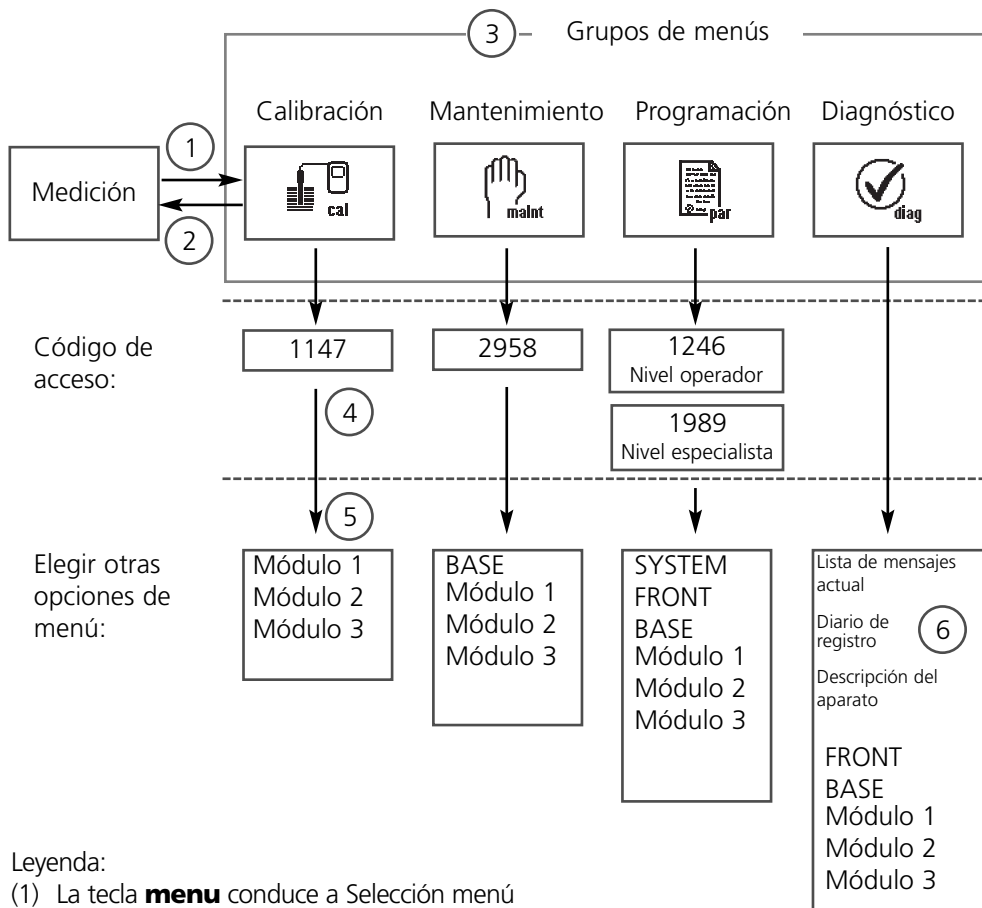 3 Grupos de menús
Calibración Mantenimiento Programación Diagnóstico
1
Medición
cal
maint
par
diag
2
Código de
acceso:
1147
2958
1246
Nivel operador
1989
Nivel especialista
4
5
Elegir otras
opciones de
menú:
Módulo 1
Módulo 2
Módulo 3
BASE
Módulo 1
Módulo 2
Módulo 3
SYSTEM
FRONT
BASE
Módulo 1
Módulo 2
Módulo 3
Lista de mensajes
actual
Diario de
registro
6
Descripción del
aparato
FRONT
BASE
Módulo 1
Módulo 2
Módulo 3
Leyenda:
(1) La tecla menu conduce a Selección menú